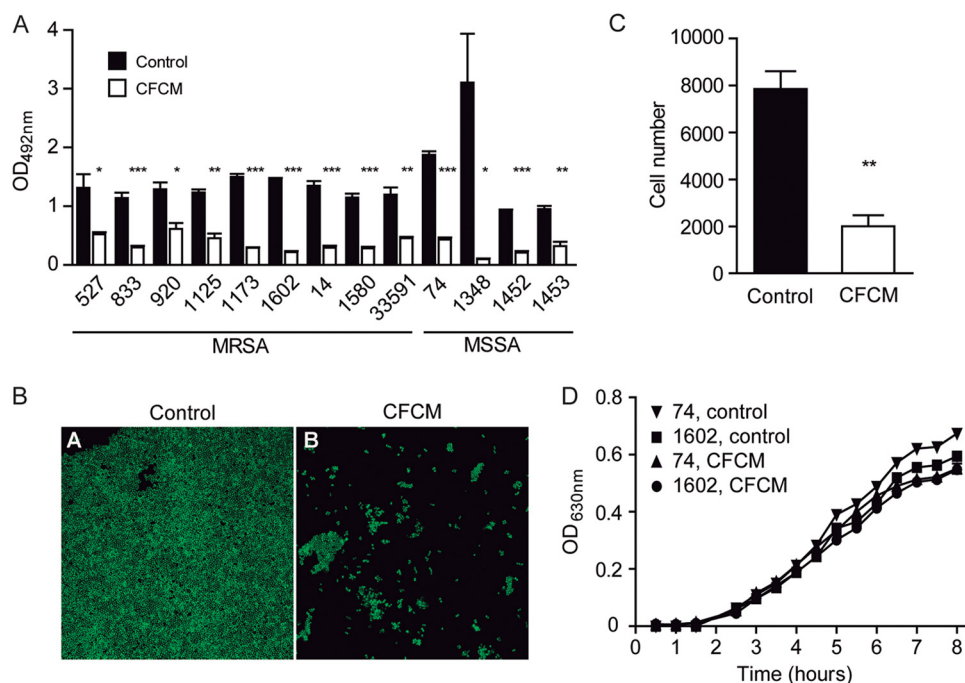 A
Control
CFCM
OD492nm
4
3
2
1
0
* *** * ** *** *** *** *** ** *** * *** **
527 833 920 1125 1173 1602 14 1580 33591 74 1348 1452 1453
MRSA MSSA
C
Cell number
10000
8000
6000
4000
2000
0
**
Control CFCM
B
Control CFCM
A B
D
74, control
1602, control
74, CFCM
1602, CFCM
OD630nm
0.8
0.6
0.4
0.2
0
0 1 2 3 4 5 6 7 8
Time (hours)